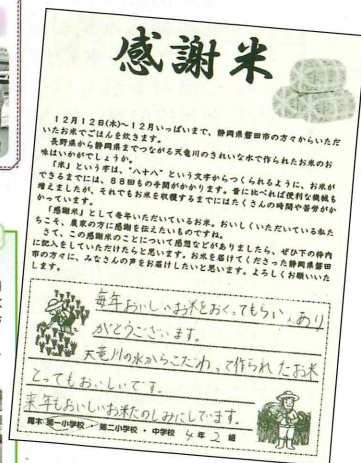 感謝米
12月12日(木)～12月いっぱいまで、静岡県磐田市の方々からいただ
いたお米でごはんを炊きます。
長野県から静岡県までつながる天竜川のきれいな水で作られたお米のお
味はいかがでしょうか。
「米」という字は、“八十八”という文字からつくられるように、お米が
できるまでには、88回もの手間がかかります。昔に比べれば便利な機械も
増えましたが、それでもお米を収穫するまでにはたくさんの時間や苦労がか
かっています。
「感謝米」として毎年いただいているお米。おいしくいただいている私た
ちこそ、農家の方に感謝を伝えたいものですね。
さて、この感謝米のことについて感想などがありましたら、ぜひ下の枠内
に記入をしていただけたらと思います。お米を届けてくださった静岡県磐田
市の方々に、みなさんの声をお届けしたいと思います。よろしくお願いいた
します。
毎年おいしいお米をおくってもらい、あり
がとうございます。
天竜川の水からこだわって作られたお米
とってもおいしいです。
来年もおいしいお米たのしみにしています。
第一小学校・第二小学校・中学校 4年2組